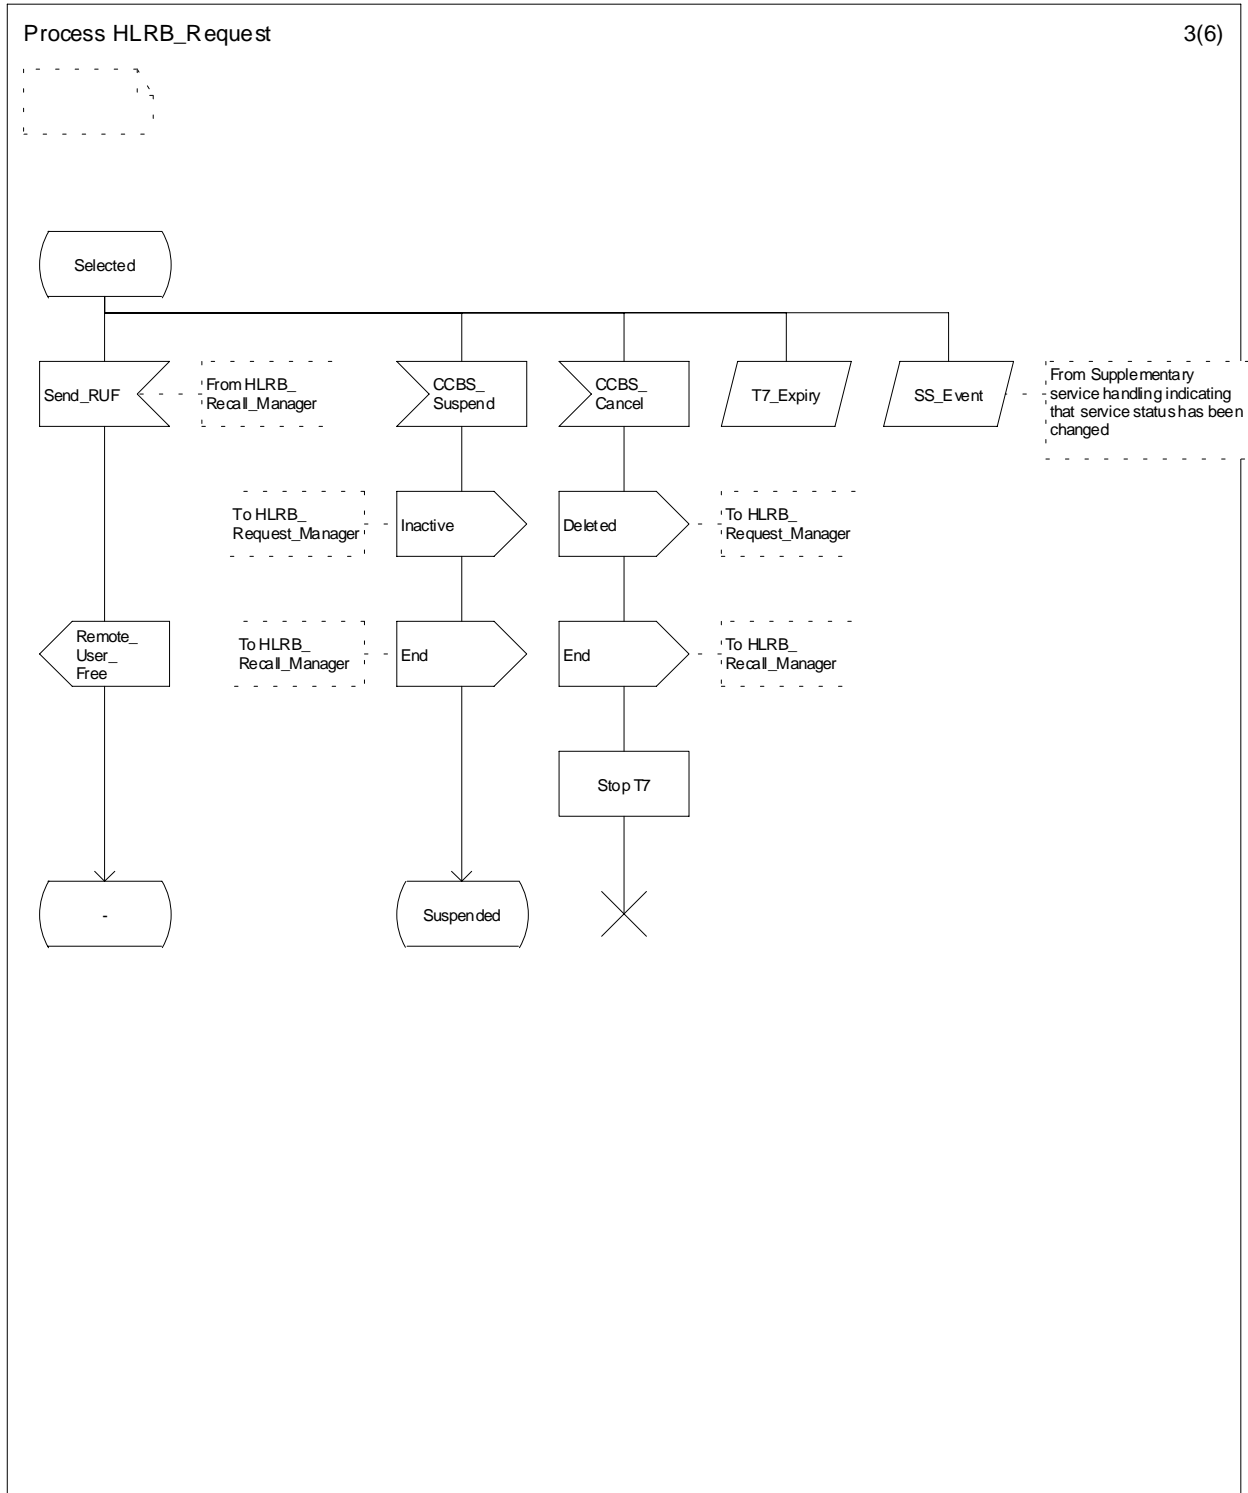 Process HLRB_Request
3(6)
Selected
Send_RUF
From HLRB_
Recall_Manager
CCBS_
Suspend
CCBS_
Cancel
T7_Expiry
SS_Event
From Supplementary
service handling indicating
that service status has been
changed
To HLRB_
Request_Manager
Inactive
Deleted
To HLRB_
Request_Manager
Remote_
User_
Free
To HLRB_
Recall_Manager
End
End
To HLRB_
Recall_Manager
Stop T7
-
Suspended